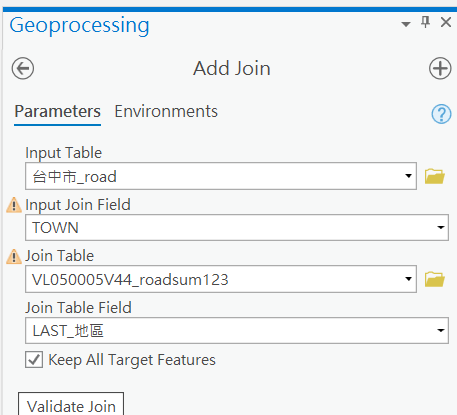 Geoprocessing
Add Join
Parameters Environments
Input Table
台中市_road
Input Join Field
TOWN
Join Table
VL050005V44_roadsum123
Join Table Field
LAST_地區
Keep All Target Features
Validate Join